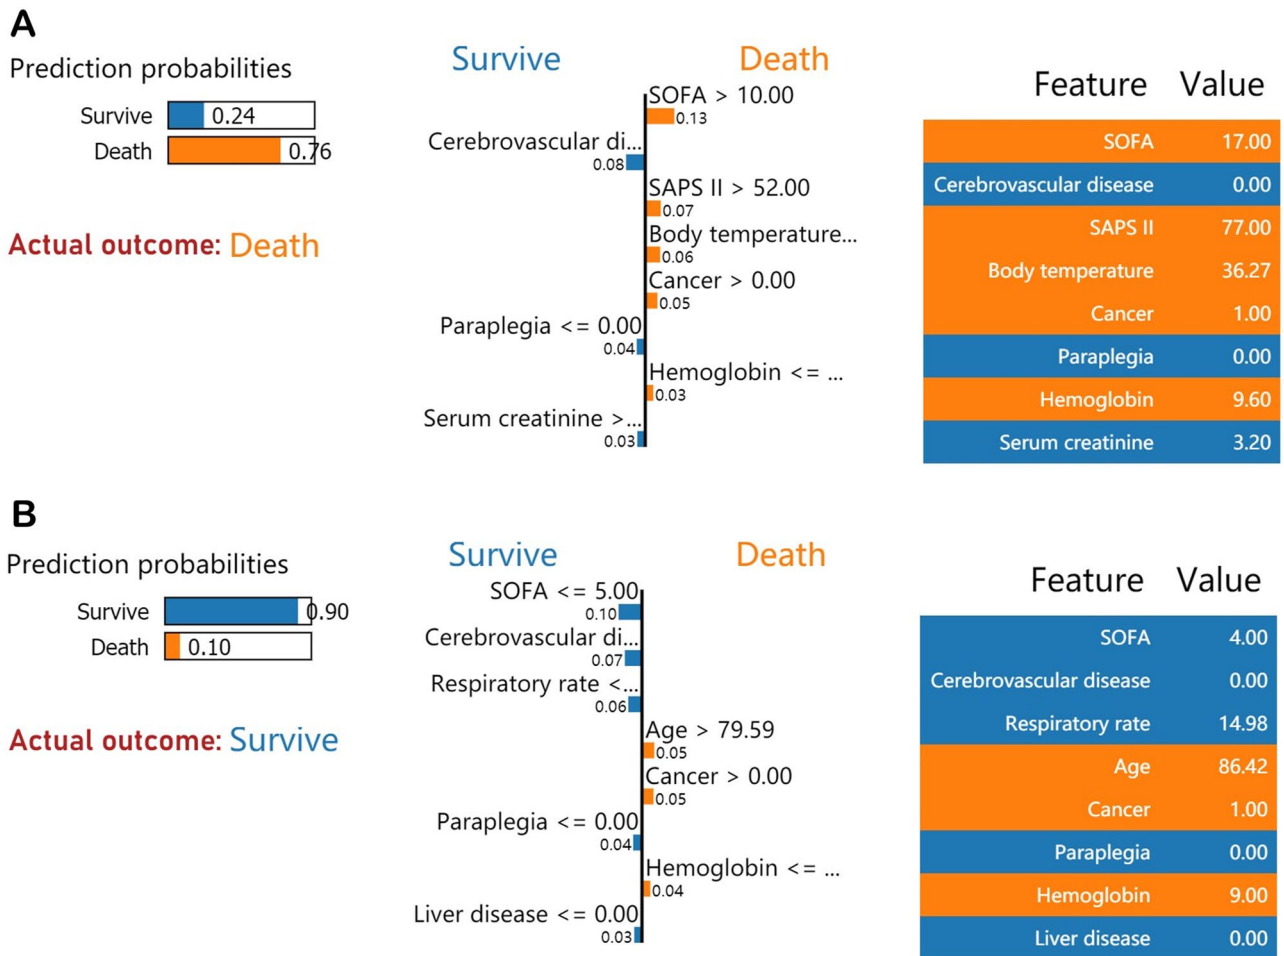 A
Prediction probabilities
Survive 0.24
Death 0.76
Actual outcome: Death
Survive Death
SOFA > 10.00
0.13
Cerebrovascular di...
0.08
SAPS II > 52.00
0.07
Body temperature...
0.06
Cancer > 0.00
0.05
Paraplegia <= 0.00
0.04
Hemoglobin <= ...
0.03
Serum creatinine >...
0.03
Feature Value
SOFA 17.00
Cerebrovascular disease 0.00
SAPS II 77.00
Body temperature 36.27
Cancer 1.00
Paraplegia 0.00
Hemoglobin 9.60
Serum creatinine 3.20
B
Prediction probabilities
Survive 0.90
Death 0.10
Actual outcome: Survive
Survive Death
SOFA <= 5.00
0.10
Cerebrovascular di...
0.07
Respiratory rate <...
0.06
Age > 79.59
0.05
Cancer > 0.00
0.05
Paraplegia <= 0.00
0.04
Hemoglobin <= ...
0.04
Liver disease <= 0.00
0.03
Feature Value
SOFA 4.00
Cerebrovascular disease 0.00
Respiratory rate 14.98
Age 86.42
Cancer 1.00
Paraplegia 0.00
Hemoglobin 9.00
Liver disease 0.00